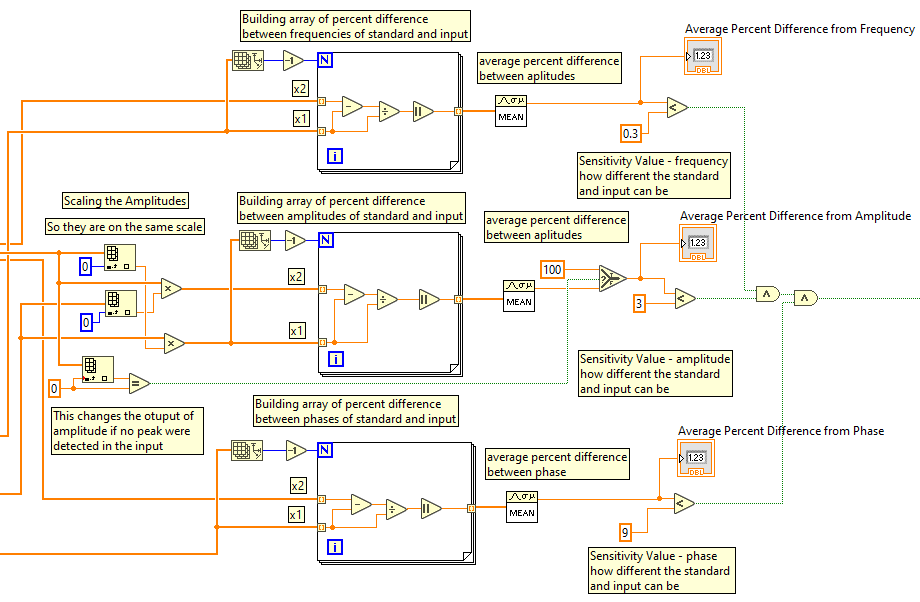 Building array of percent difference
between frequencies of standard and input
-1
N
x2
x1
-
÷
||
i
average percent difference
between aplitudes
MEAN
Average Percent Difference from Frequency
1.23
DBL
<
0.3
Sensitivity Value - frequency
how different the standard
and input can be
Scaling the Amplitudes
So they are on the same scale
0
0
×
×
0
=
This changes the otuput of
amplitude if no peak were
detected in the input
Building array of percent difference
between amplitudes of standard and input
-1
N
x2
x1
-
÷
||
i
average percent difference
between aplitudes
MEAN
100
Average Percent Difference from Amplitude
1.23
DBL
3
<
Sensitivity Value - amplitude
how different the standard
and input can be
Building array of percent difference
between phases of standard and input
-1
N
x2
x1
-
÷
||
i
average percent difference
between phase
MEAN
Average Percent Difference from Phase
1.23
DBL
<
9
Sensitivity Value - phase
how different the standard
and input can be